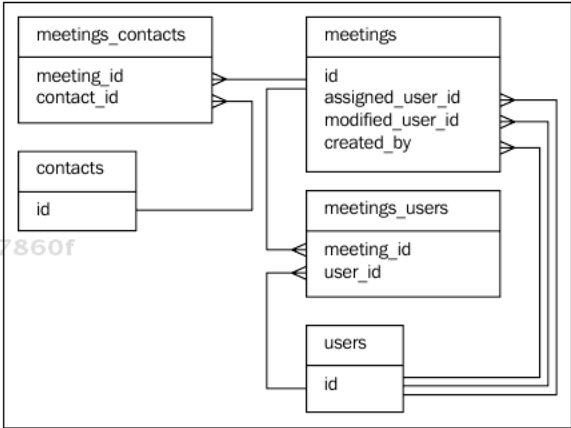 meetings_contacts
meeting_id
contact_id
contacts
id
7860f
meetings
id
assigned_user_id
modified_user_id
created_by
meetings_users
meeting_id
user_id
users
id